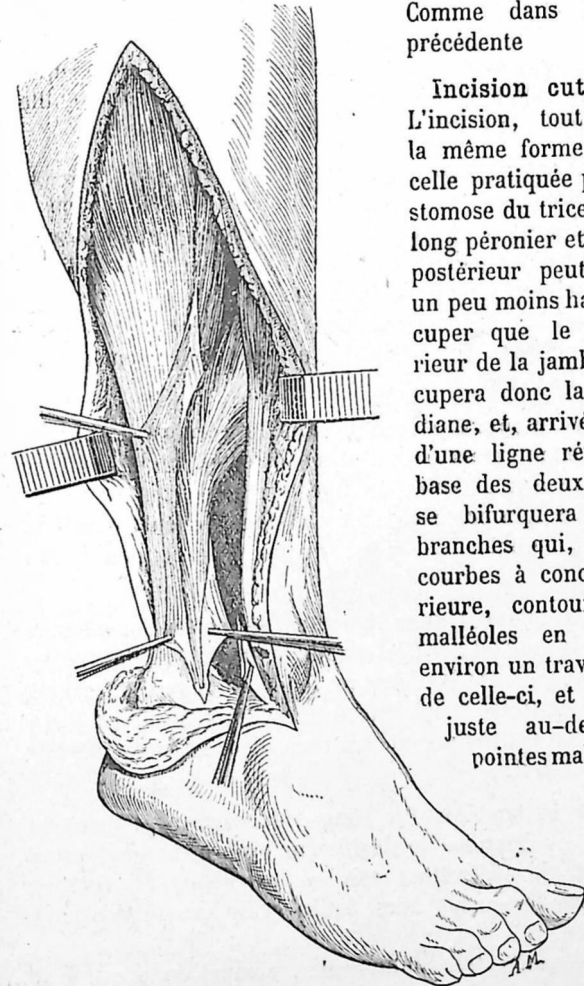 Comme dans
précédente
Incision cut
L'incision, tout
la même forme
celle pratiquée p
stomose du trice
long péronier et
postérieur peut
un peu moins ha
cuper que le
rieur de la jaml
cupera donc la
diane, et, arrivé
d'une ligne ré
base des deux
se bifurquera
branches qui,
courbes à conc
rieure, contou
malléoles en
environ un trav
de celle-ci, et
juste au-de
pointes ma
A.M.